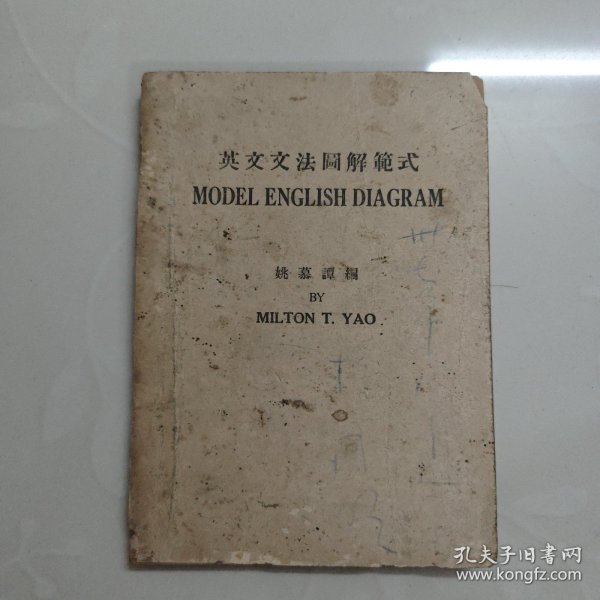 英文文法圖解範式
MODEL ENGLISH DIAGRAM
姚慕譚編
BY
MILTON T. YAO
孔夫子旧书网
www.kongfz.com